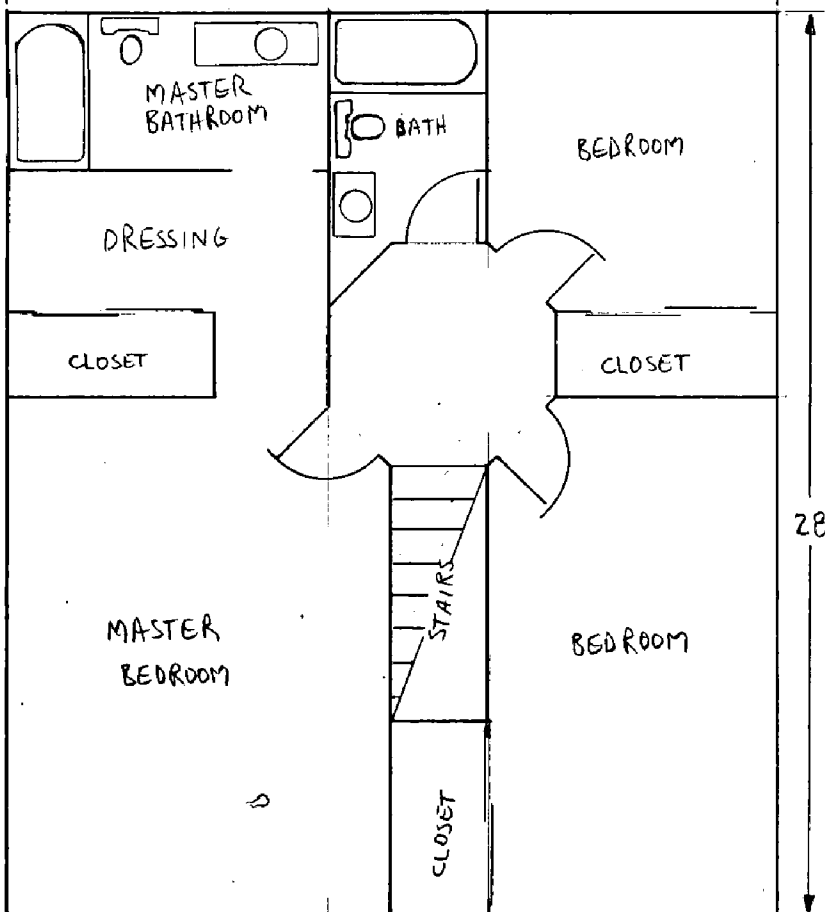 MASTER
BATHROOM
BATH
BEDROOM
DRESSING
CLOSET
CLOSET
28
STAIRS
MASTER
BEDROOM
BEDROOM
CLOSET